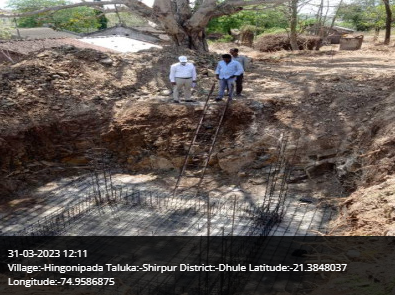 31-03-2023 12:11
Village:-Hingonipada Taluka:-Shirpur District:-Dhule Latitude:-21.3848037
Longitude:-74.9586875